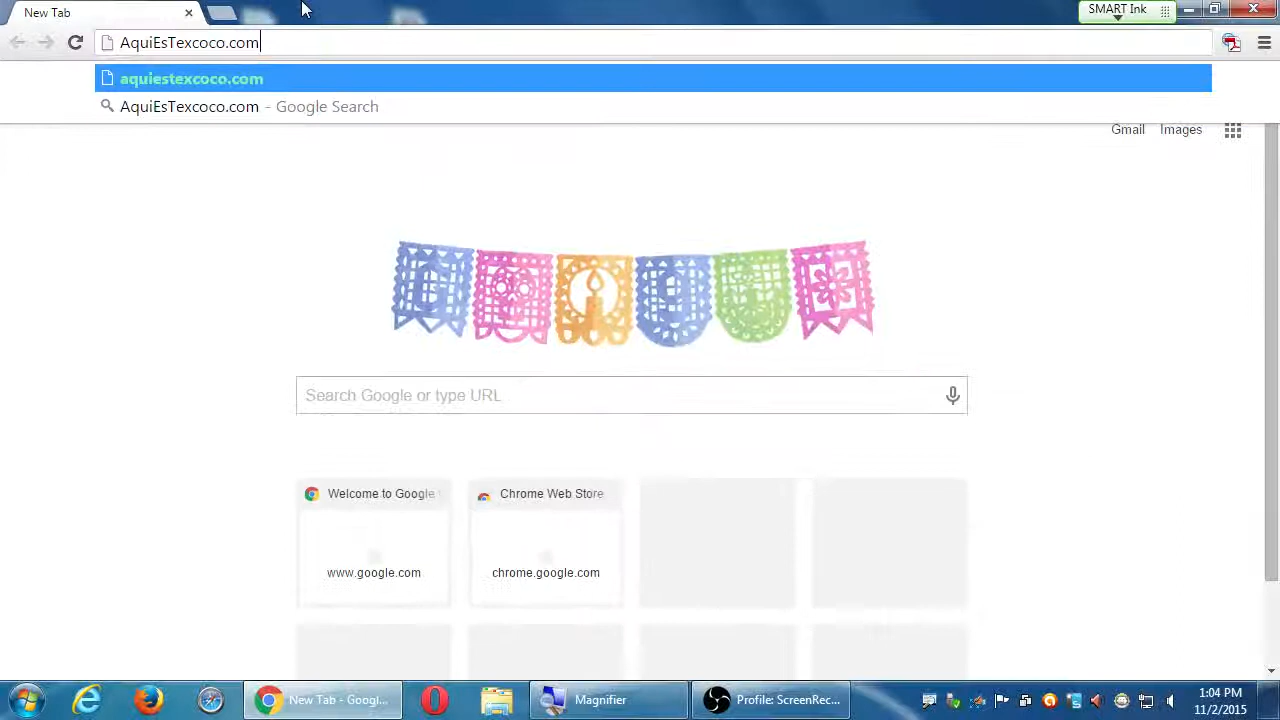 New Tab
SMART Ink
AquiEsTexcoco.com
aquiestexcoco.com
AquiEsTexcoco.com - Google Search
Gmail Images
Search Google or type URL
Welcome to Google
Chrome Web Store
www.google.com
chrome.google.com
New Tab - Googl...
Magnifier
Profile: ScreenRec...
1:04 PM
11/2/2015